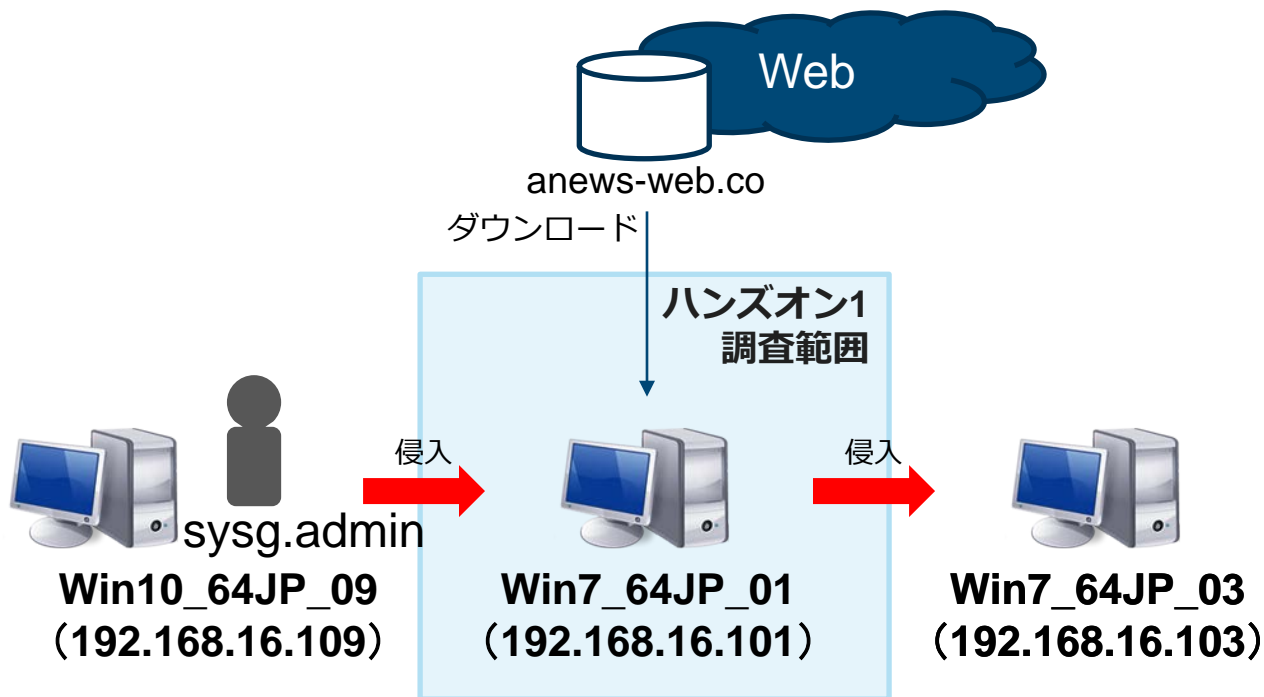 Web
anews-web.co
ダウンロード
ハンズオン1
調査範囲
侵入
侵入
sysg.admin
Win10_64JP_09
（192.168.16.109）
Win7_64JP_01
（192.168.16.101）
Win7_64JP_03
（192.168.16.103）